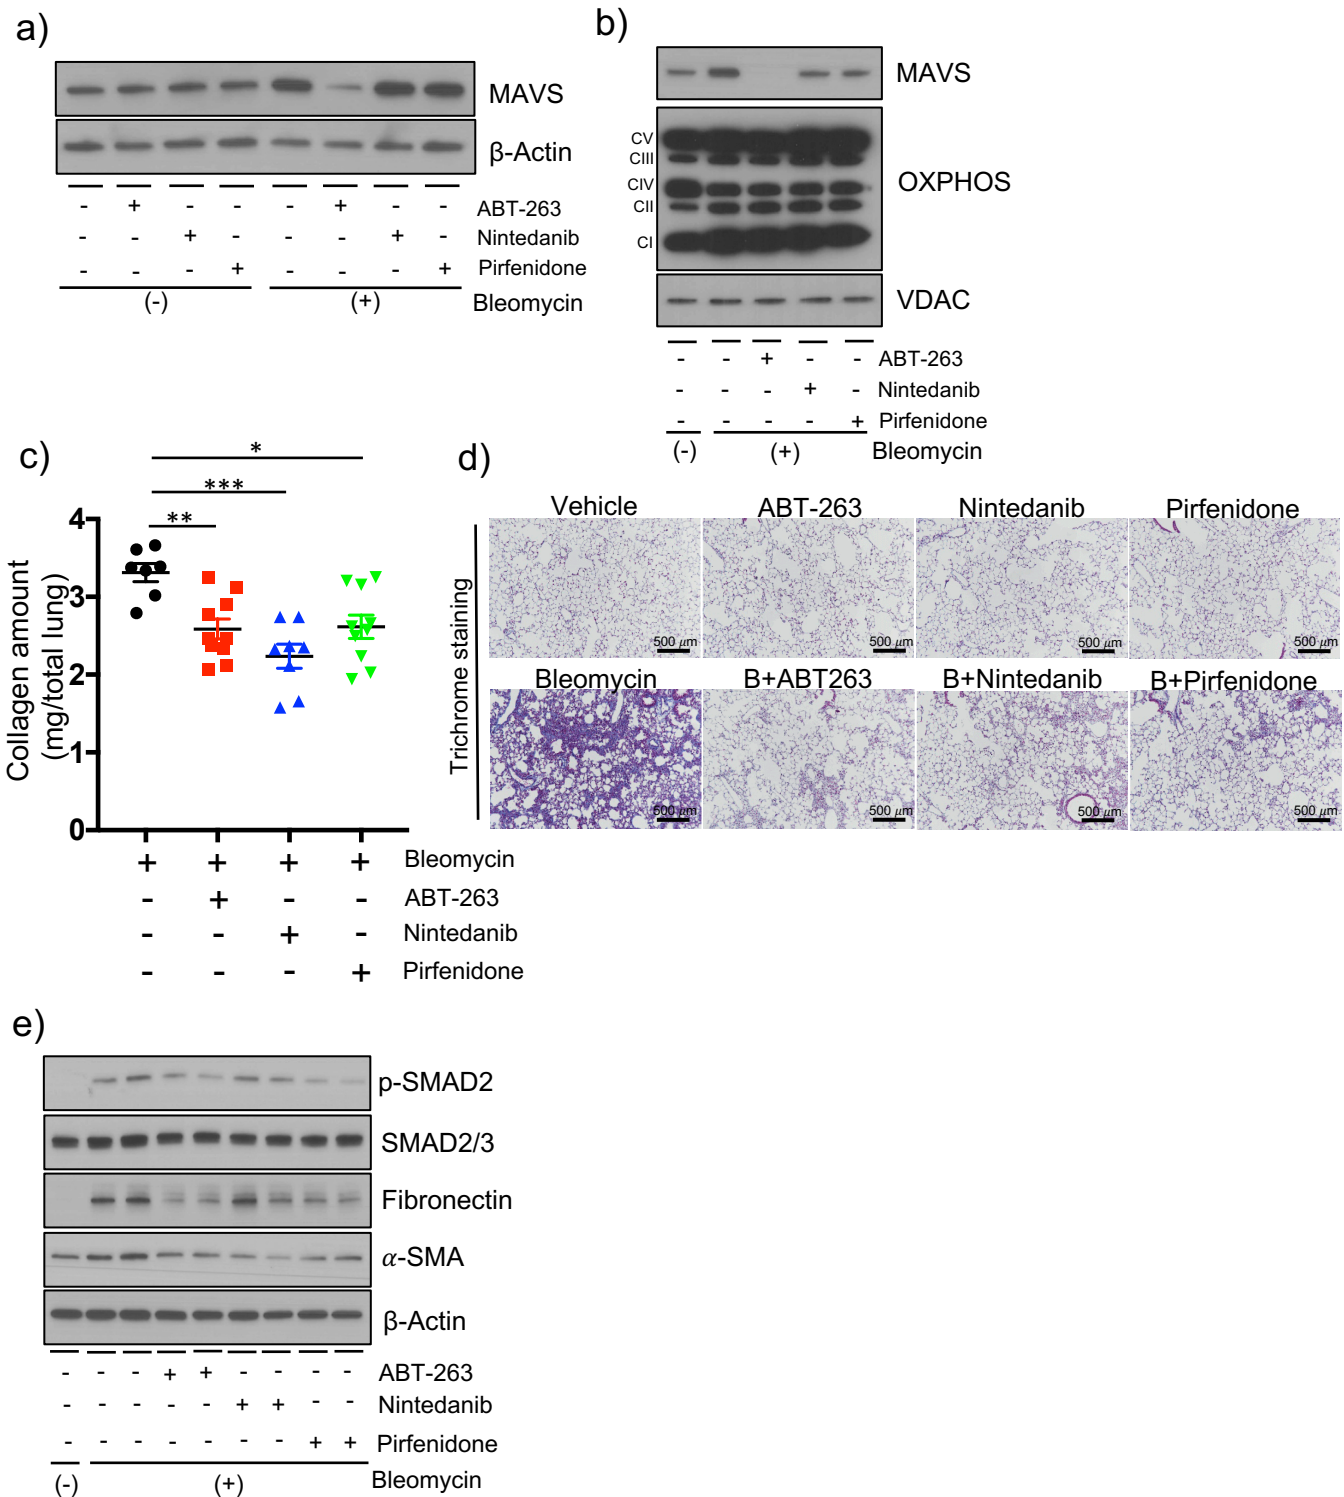 a)
MAVS
β-Actin
- + - - - + - - ABT-263
- - + - - - + - Nintedanib
- - - + - - - + Pirfenidone
(-) (+) Bleomycin
b)
MAVS
CV
CIII
CIV
CII
CI
OXPHOS
VDAC
- - + - - ABT-263
- - - + - Nintedanib
- - - - + Pirfenidone
(-) (+) Bleomycin
c)
*
***
**
4
3
2
1
0
Collagen amount
(mg/total lung)
+ + + + Bleomycin
- + - - ABT-263
- - + - Nintedanib
- - - + Pirfenidone
d)
Trichrome staining
Vehicle ABT-263 Nintedanib Pirfenidone
500 μm 500 μm 500 μm 500 μm
Bleomycin B+ABT263 B+Nintedanib B+Pirfenidone
500 μm 500 μm 500 μm 500 μm
e)
p-SMAD2
SMAD2/3
Fibronectin
α-SMA
β-Actin
- - - + + - - - - ABT-263
- - - - - + + - - Nintedanib
- - - - - - - + + Pirfenidone
(-) (+) Bleomycin